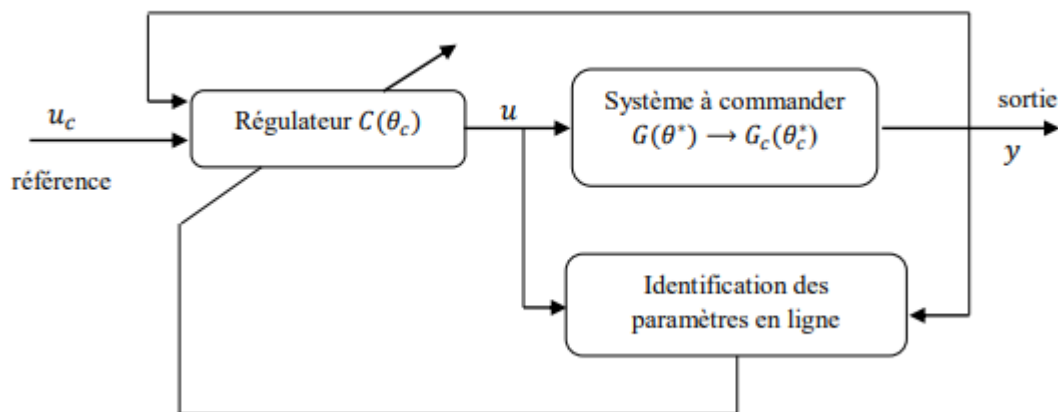 u_c
référence
Régulateur C(θ_c)
u
Système à commander
G(θ*) → G_c(θ_c*)
sortie
y
Identification des
paramètres en ligne